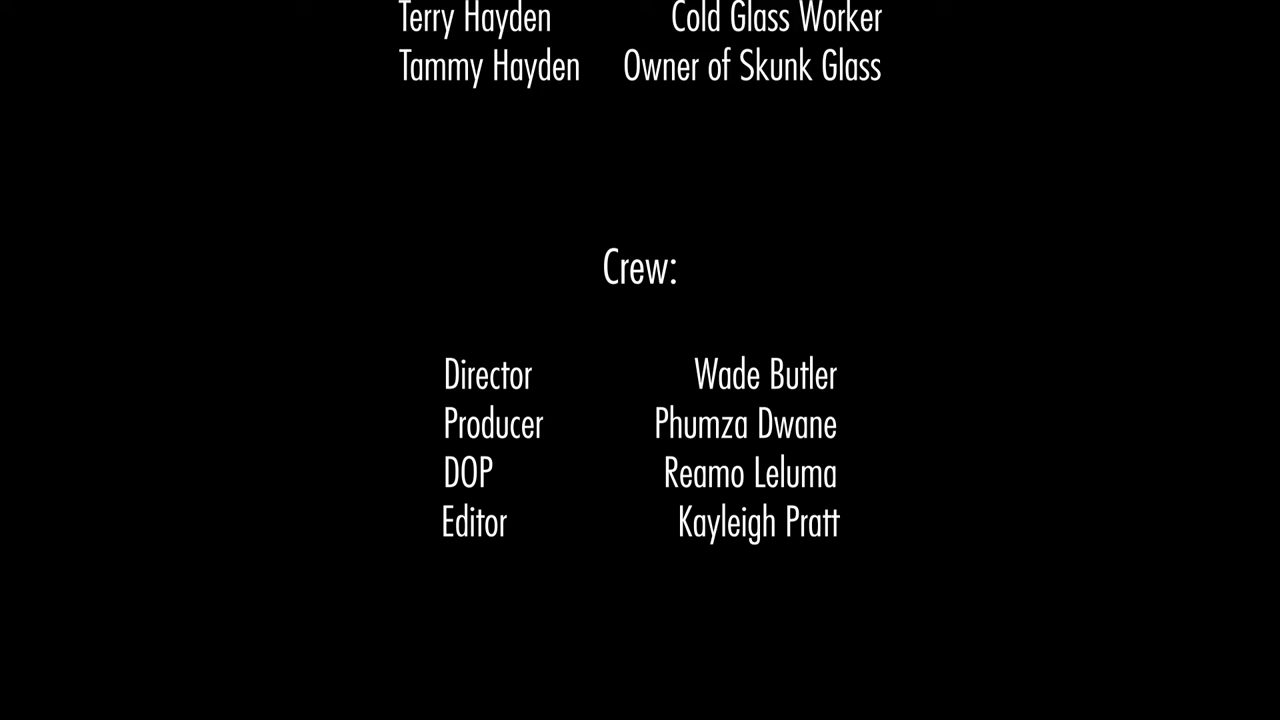 Terry Hayden Cold Glass Worker
Tammy Hayden Owner of Skunk Glass
Crew:
Director Wade Butler
Producer Phumza Dwane
DOP Reamo Leluma
Editor Kayleigh Pratt